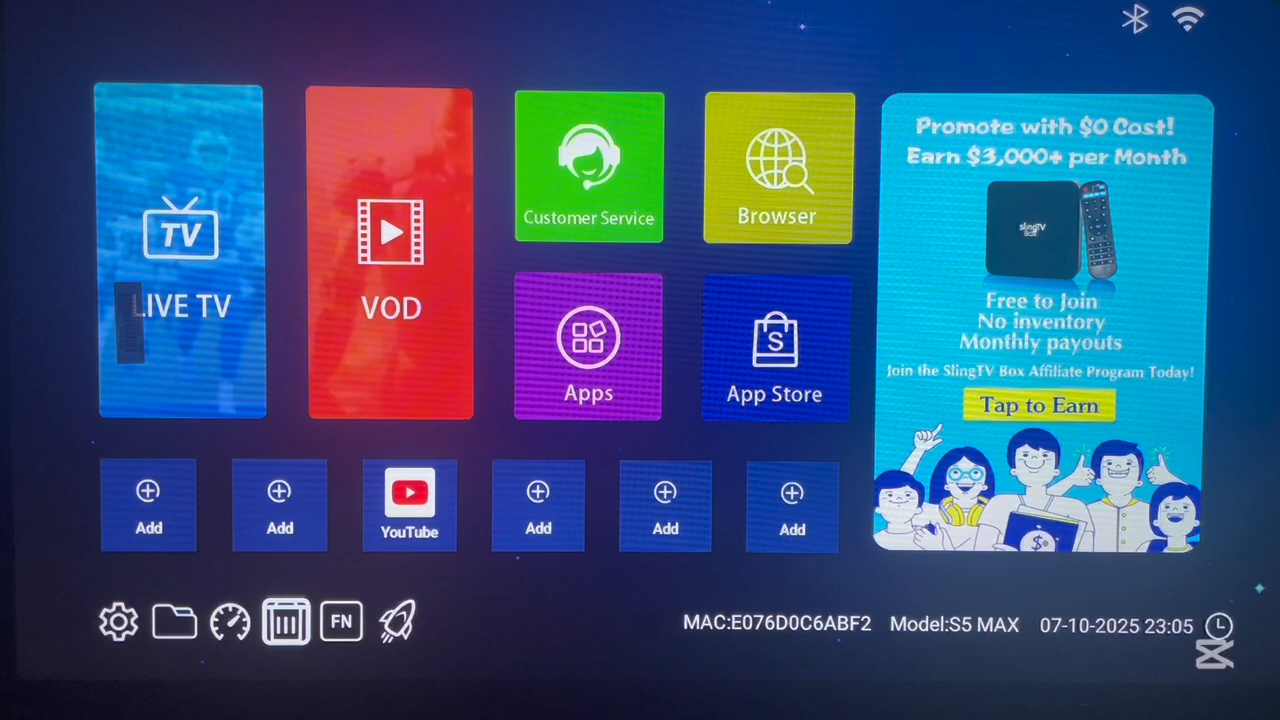 TV
LIVE TV
VOD
Customer Service
Browser
Apps
S
App Store
Promote with $0 Cost!
Earn $3,000+ per Month
slingTV
Box
Free to Join
No inventory
Monthly payouts
Join the SlingTV Box Affiliate Program Today!
Tap to Earn
$
Add
Add
YouTube
Add
Add
Add
FN
MAC:E076D0C6ABF2 Model:S5 MAX 07-10-2025 23:05